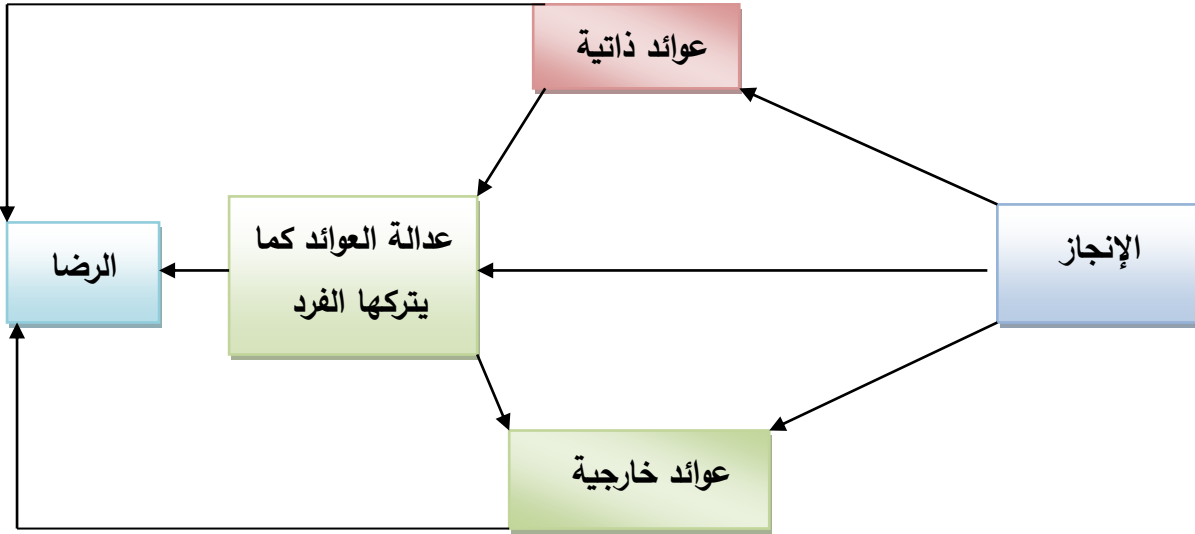 عوائد ذاتية
الإنجاز
عدالة العوائد كما
يتركها الفرد
الرضا
عوائد خارجية